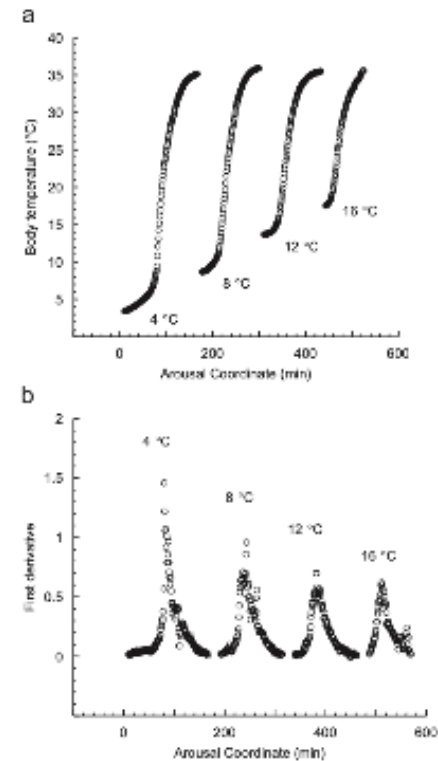 a
40
35
30
25
20
15
10
5
Body temperature (°C)
4 °C
8 °C
12 °C
16 °C
0
200
400
600
Arousal Coordinate (min)
b
2
1.5
1
0.5
0
First derivative
4 °C
8 °C
12 °C
16 °C
0
200
400
600
Arousal Coordinate (min)